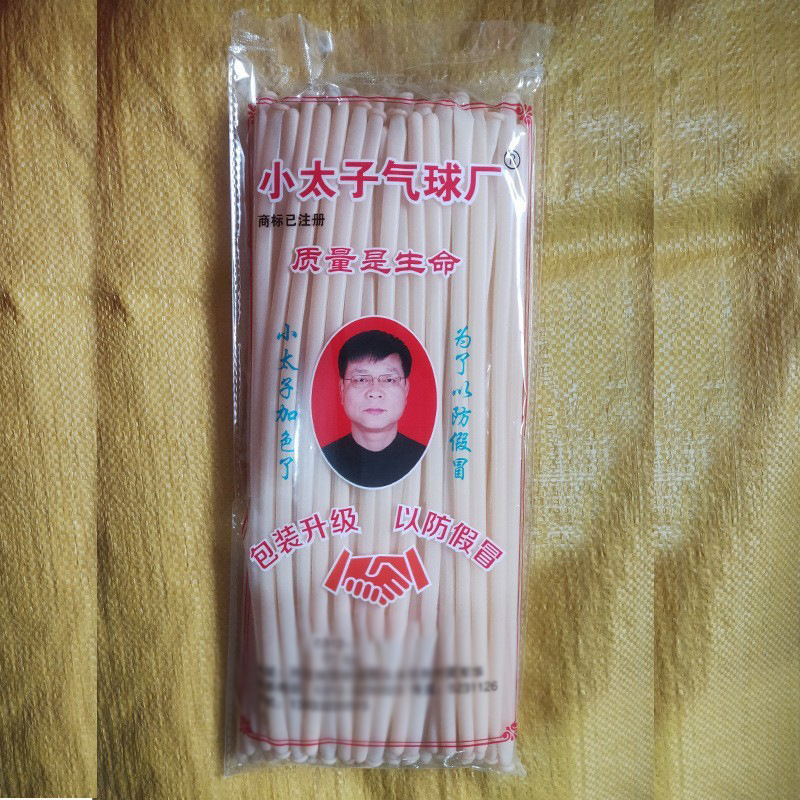 小太子气球厂®
商标已注册
质量是生命
小太子加色了
为了以防假冒
包装升级 以防假冒
1031126